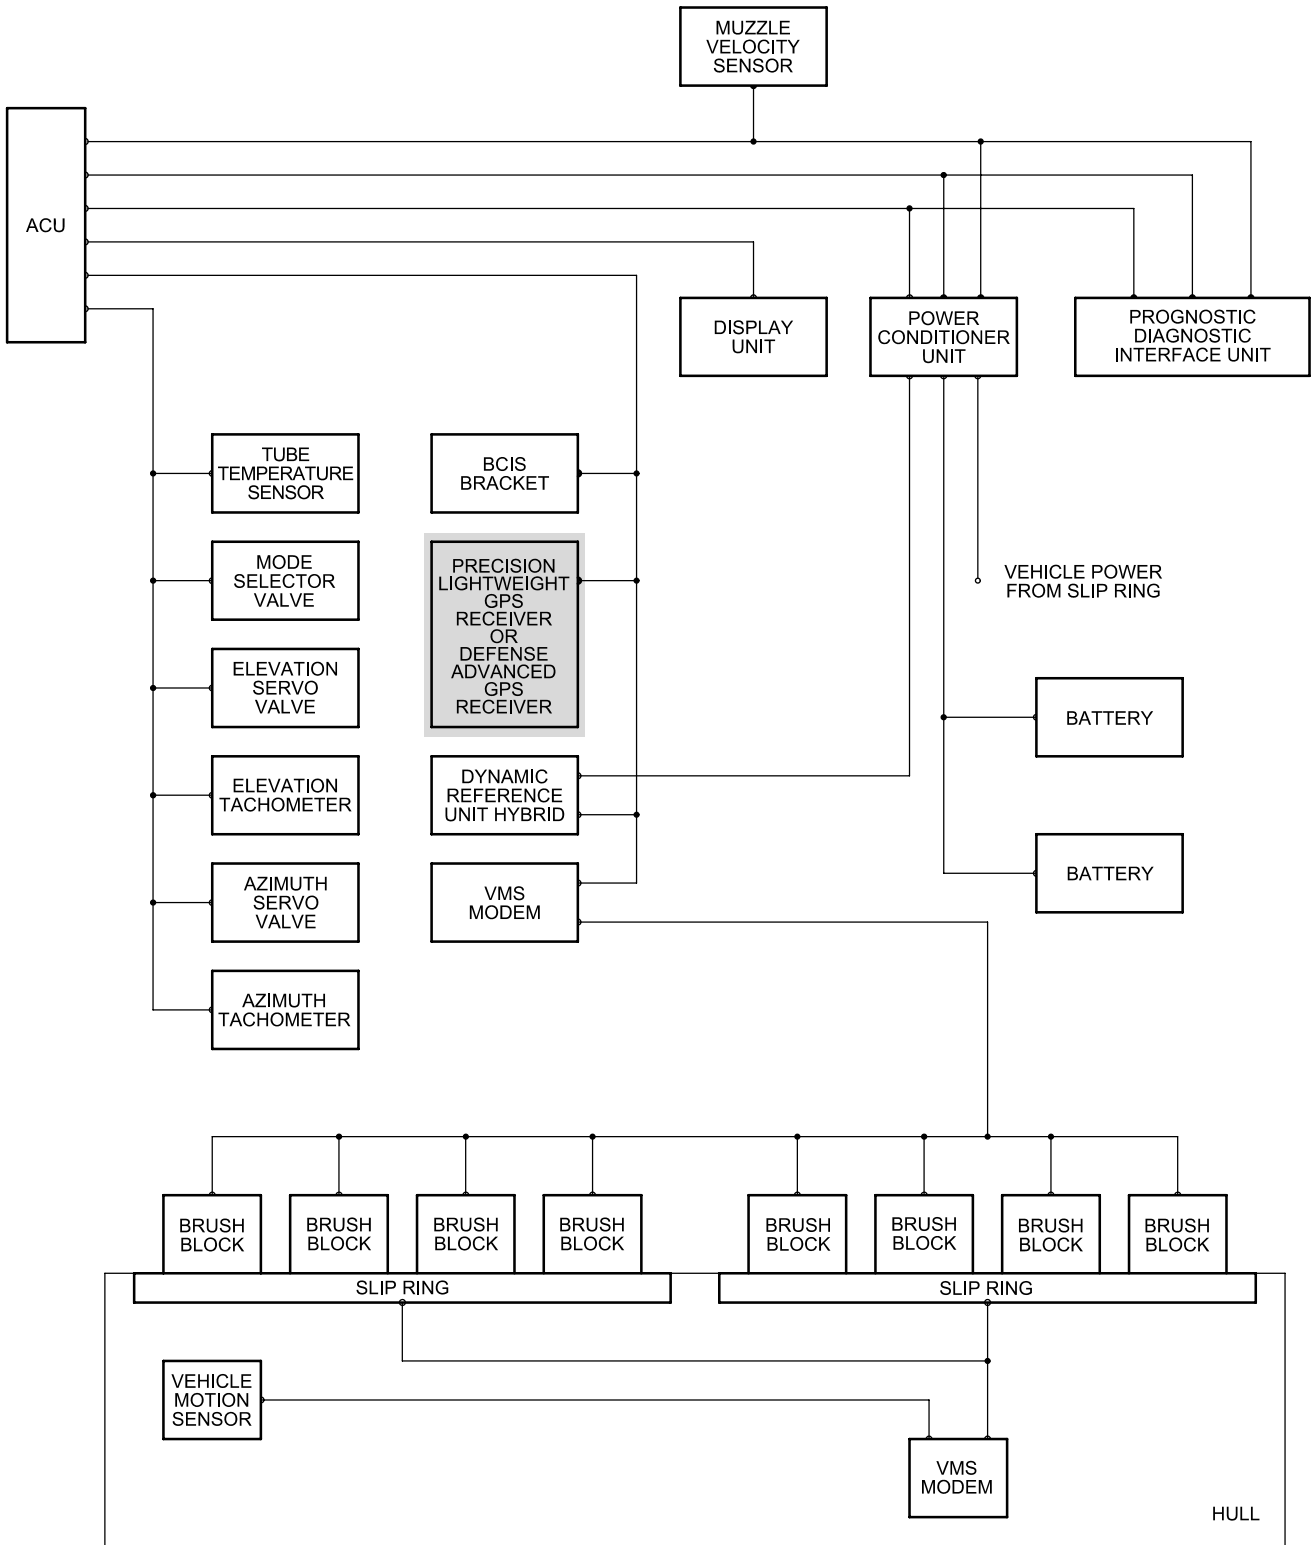 MUZZLE
VELOCITY
SENSOR
ACU
DISPLAY
UNIT
POWER
CONDITIONER
UNIT
PROGNOSTIC
DIAGNOSTIC
INTERFACE UNIT
TUBE
TEMPERATURE
SENSOR
BCIS
BRACKET
MODE
SELECTOR
VALVE
PRECISION
LIGHTWEIGHT
GPS
RECEIVER
OR
DEFENSE
ADVANCED
GPS
RECEIVER
VEHICLE POWER
FROM SLIP RING
ELEVATION
SERVO
VALVE
BATTERY
ELEVATION
TACHOMETER
DYNAMIC
REFERENCE
UNIT HYBRID
BATTERY
AZIMUTH
SERVO
VALVE
VMS
MODEM
AZIMUTH
TACHOMETER
BRUSH
BLOCK
BRUSH
BLOCK
BRUSH
BLOCK
BRUSH
BLOCK
BRUSH
BLOCK
BRUSH
BLOCK
BRUSH
BLOCK
BRUSH
BLOCK
SLIP RING
SLIP RING
VEHICLE
MOTION
SENSOR
VMS
MODEM
HULL